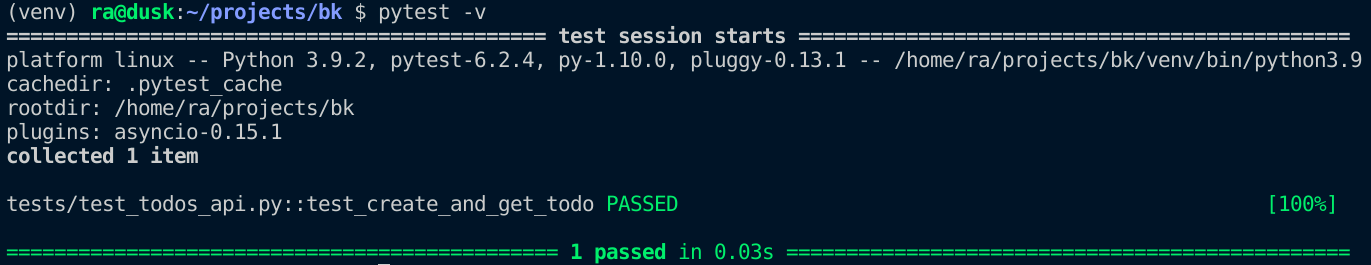 (venv) ra@dusk:~/projects/bk $ pytest -v
============================================= test session starts ==============================================
platform linux -- Python 3.9.2, pytest-6.2.4, py-1.10.0, pluggy-0.13.1 -- /home/ra/projects/bk/venv/bin/python3.9
cachedir: .pytest_cache
rootdir: /home/ra/projects/bk
plugins: asyncio-0.15.1
collected 1 item
tests/test_todos_api.py::test_create_and_get_todo PASSED [100%]
============================================== 1 passed in 0.03s ===============================================